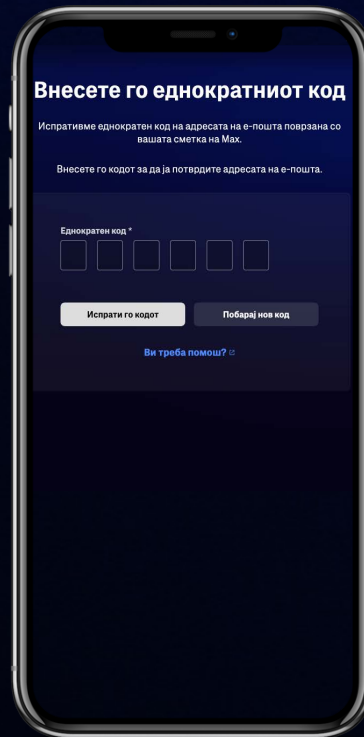 Внесете го еднократниот код
Испративме еднократен код на адресата на е-пошта поврзана со
вашата сметка на Max.
Внесете го кодот за да ја потврдите адресата на е-пошта.
Еднократен код *
Испрати го кодот
Побарај нов код
Ви треба помош?